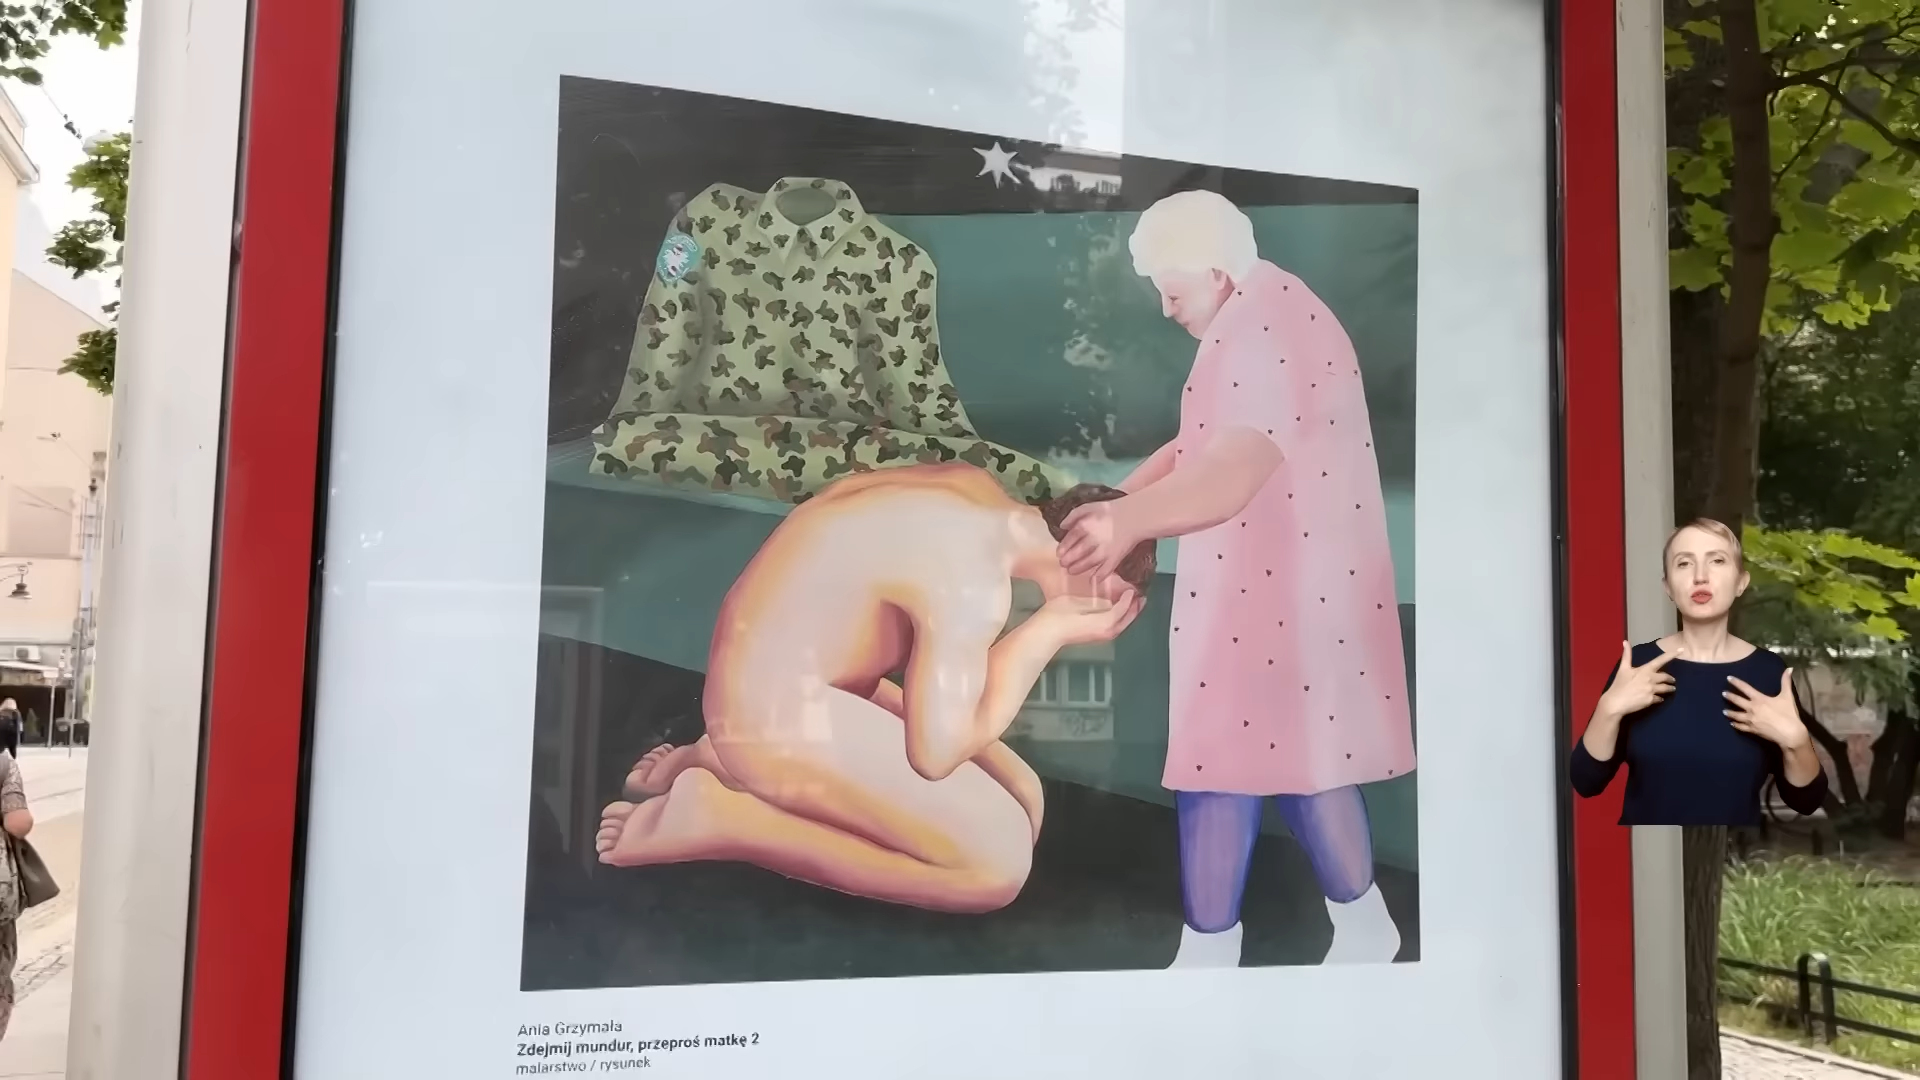 Ania Grzymała
Zdejmij mundur, przeproś matkę 2
malarstwo / rysunek